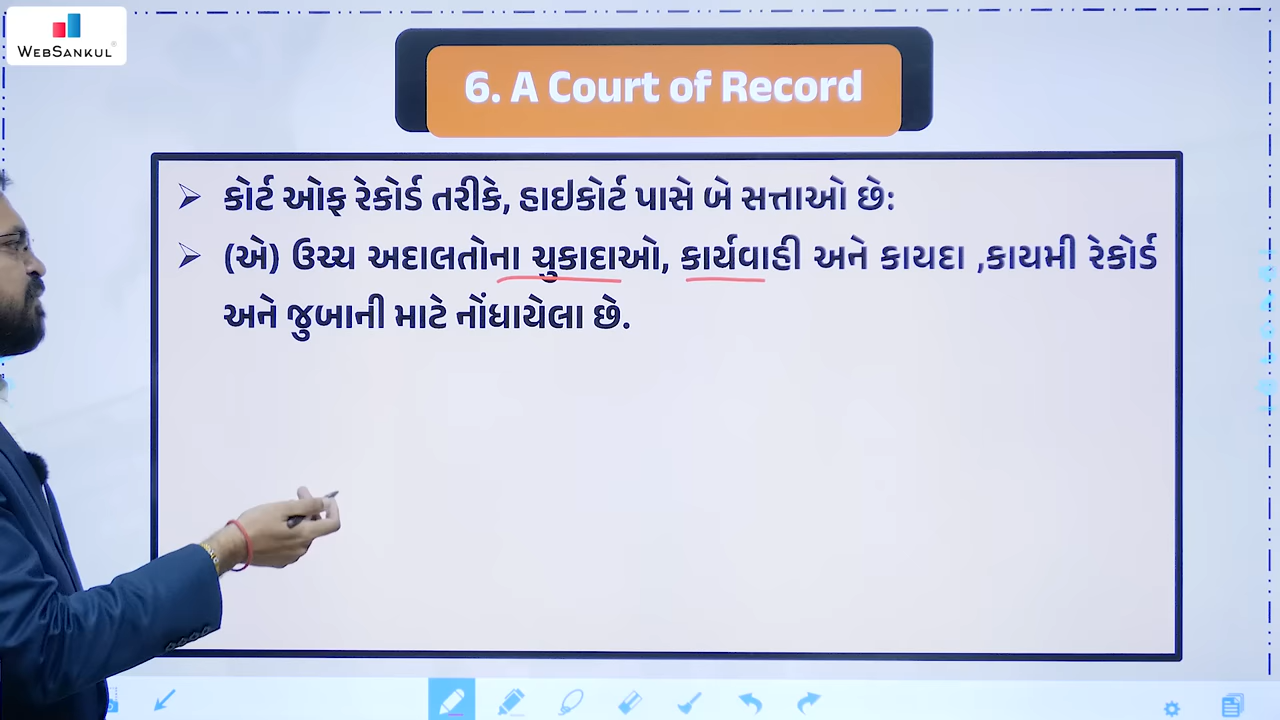 WEBSANKUL®
6. A Court of Record
➢ કોર્ટ ઓફ રેકોર્ડ તરીકે, હાઇકોર્ટ પાસે બે સત્તાઓ છે:
➢ (એ) ઉચ્ચ અદાલતોના ચુકાદાઓ, કાર્યવાહી અને કાયદા ,કાયમી રેકોર્ડ
અને જુબાની માટે નોંધાયેલા છે.